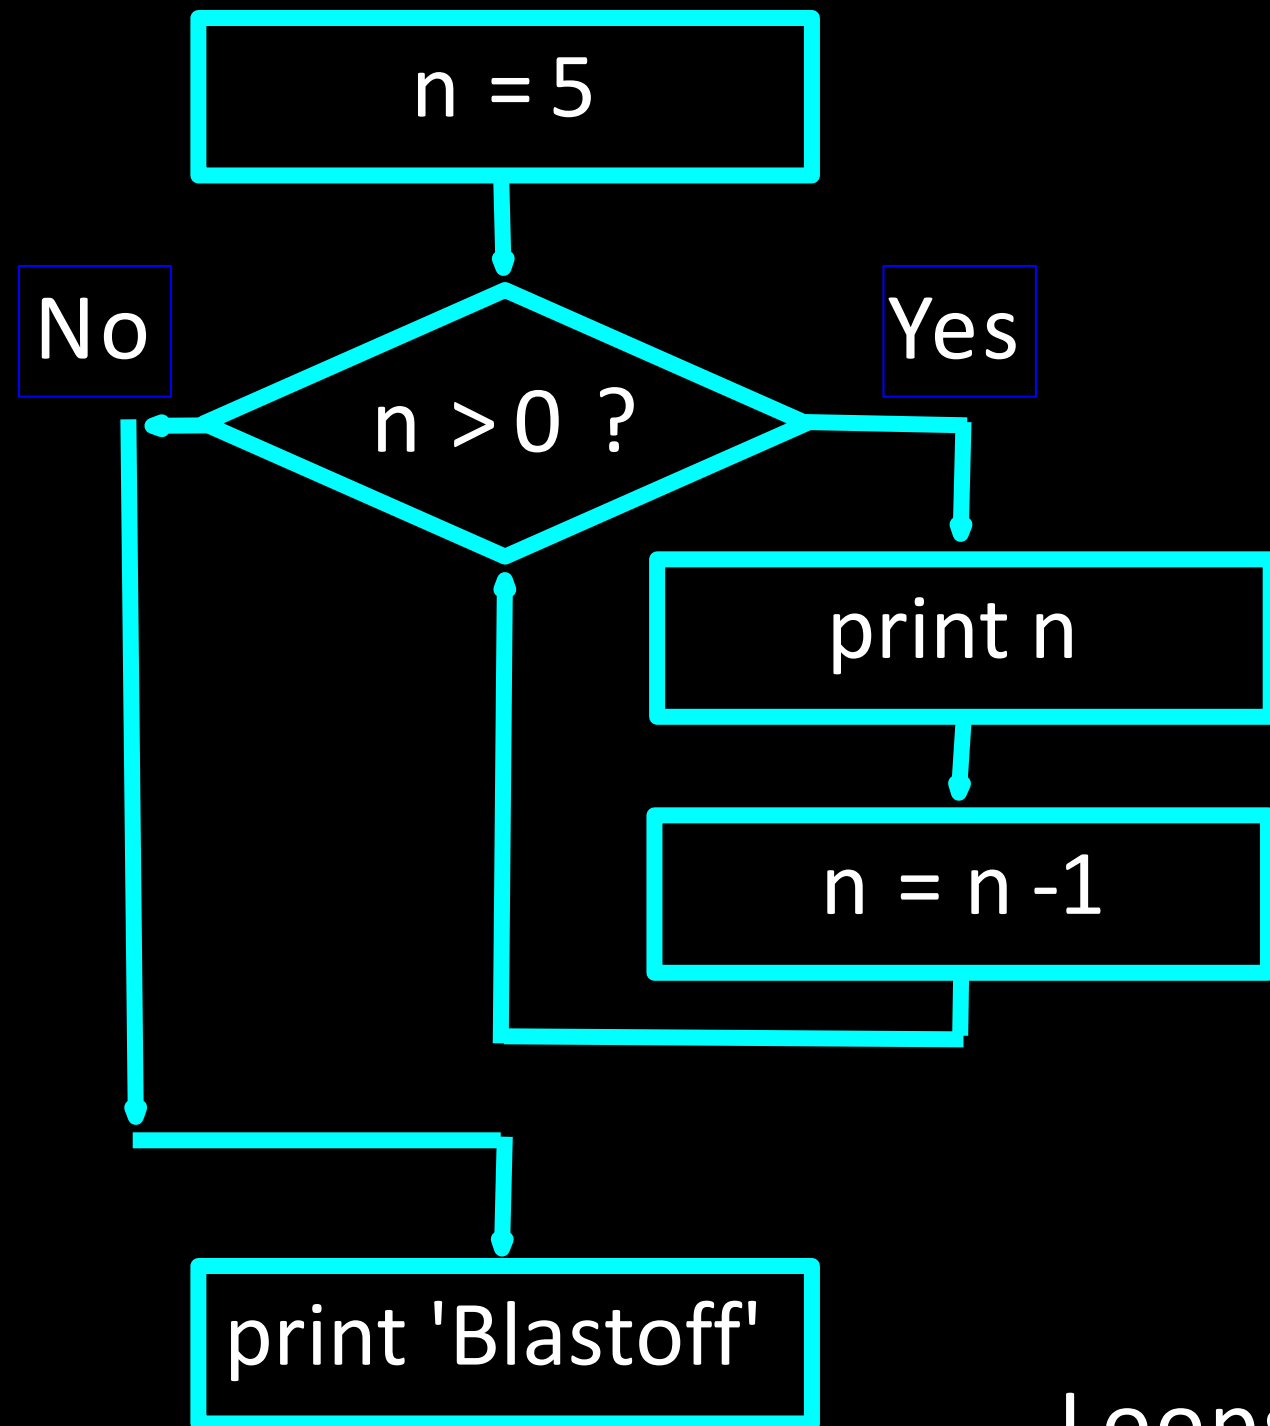 n = 5
No
Yes
n > 0 ?
print n
n = n -1
print 'Blastoff'